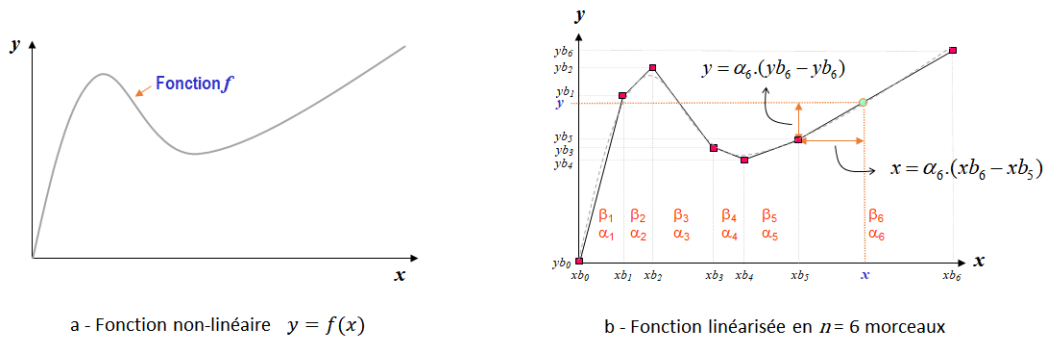 y
Fonction f
x
a - Fonction non-linéaire y = f(x)
y
yb6
yb2
yb1
y
yb5
yb3
yb4
yb0
y = α6.(yb6 − yb6)
x = α6.(xb6 − xb5)
β1 β2 β3 β4 β5 β6
α1 α2 α3 α4 α5 α6
xb0 xb1 xb2 xb3 xb4 xb5 x xb6
x
b - Fonction linéarisée en n = 6 morceaux